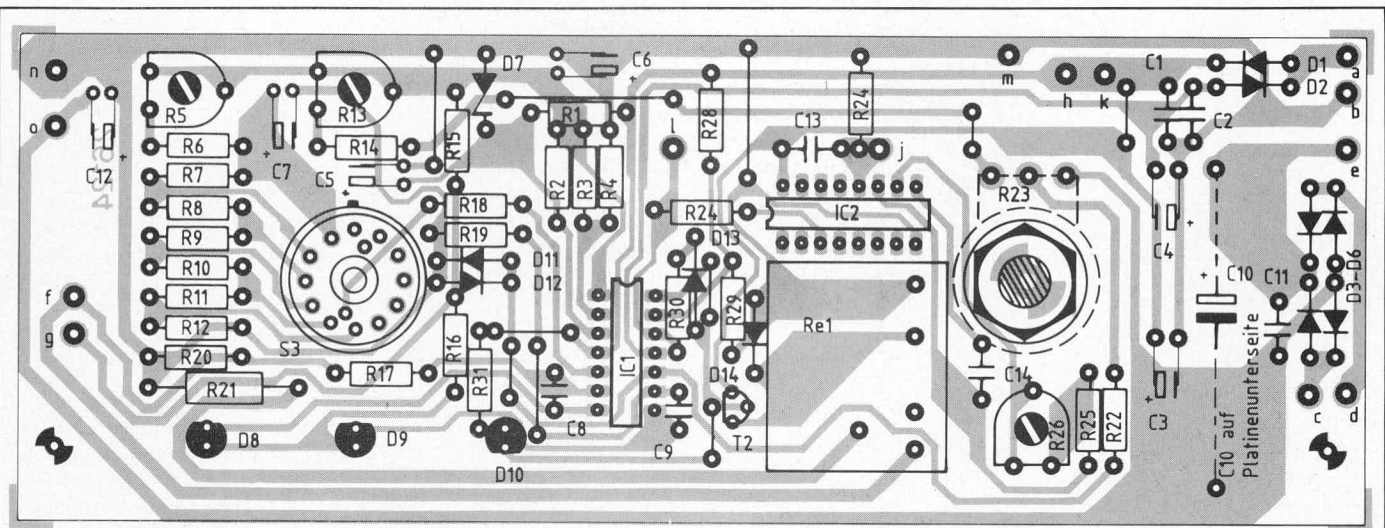 n
o
C12
R5
R6
R7
R8
R9
R10
R11
R12
R20
R21
f
g
S3
C7
R13
R14
C5
R15
D7
C6
R1
R2
R3
R4
R18
R19
D11
D12
R16
R17
R31
D8
D9
D10
C8
IC1
C9
l
R28
R24
C13
R24
j
IC2
D13
R30
R29
D14
T2
Re1
m
h
k
C1
C2
D1
D2
a
b
e
R23
C4
C10
C11
D3-D6
C14
R26
R25
R22
C3
C10 auf
Platinenunterseite
c
d